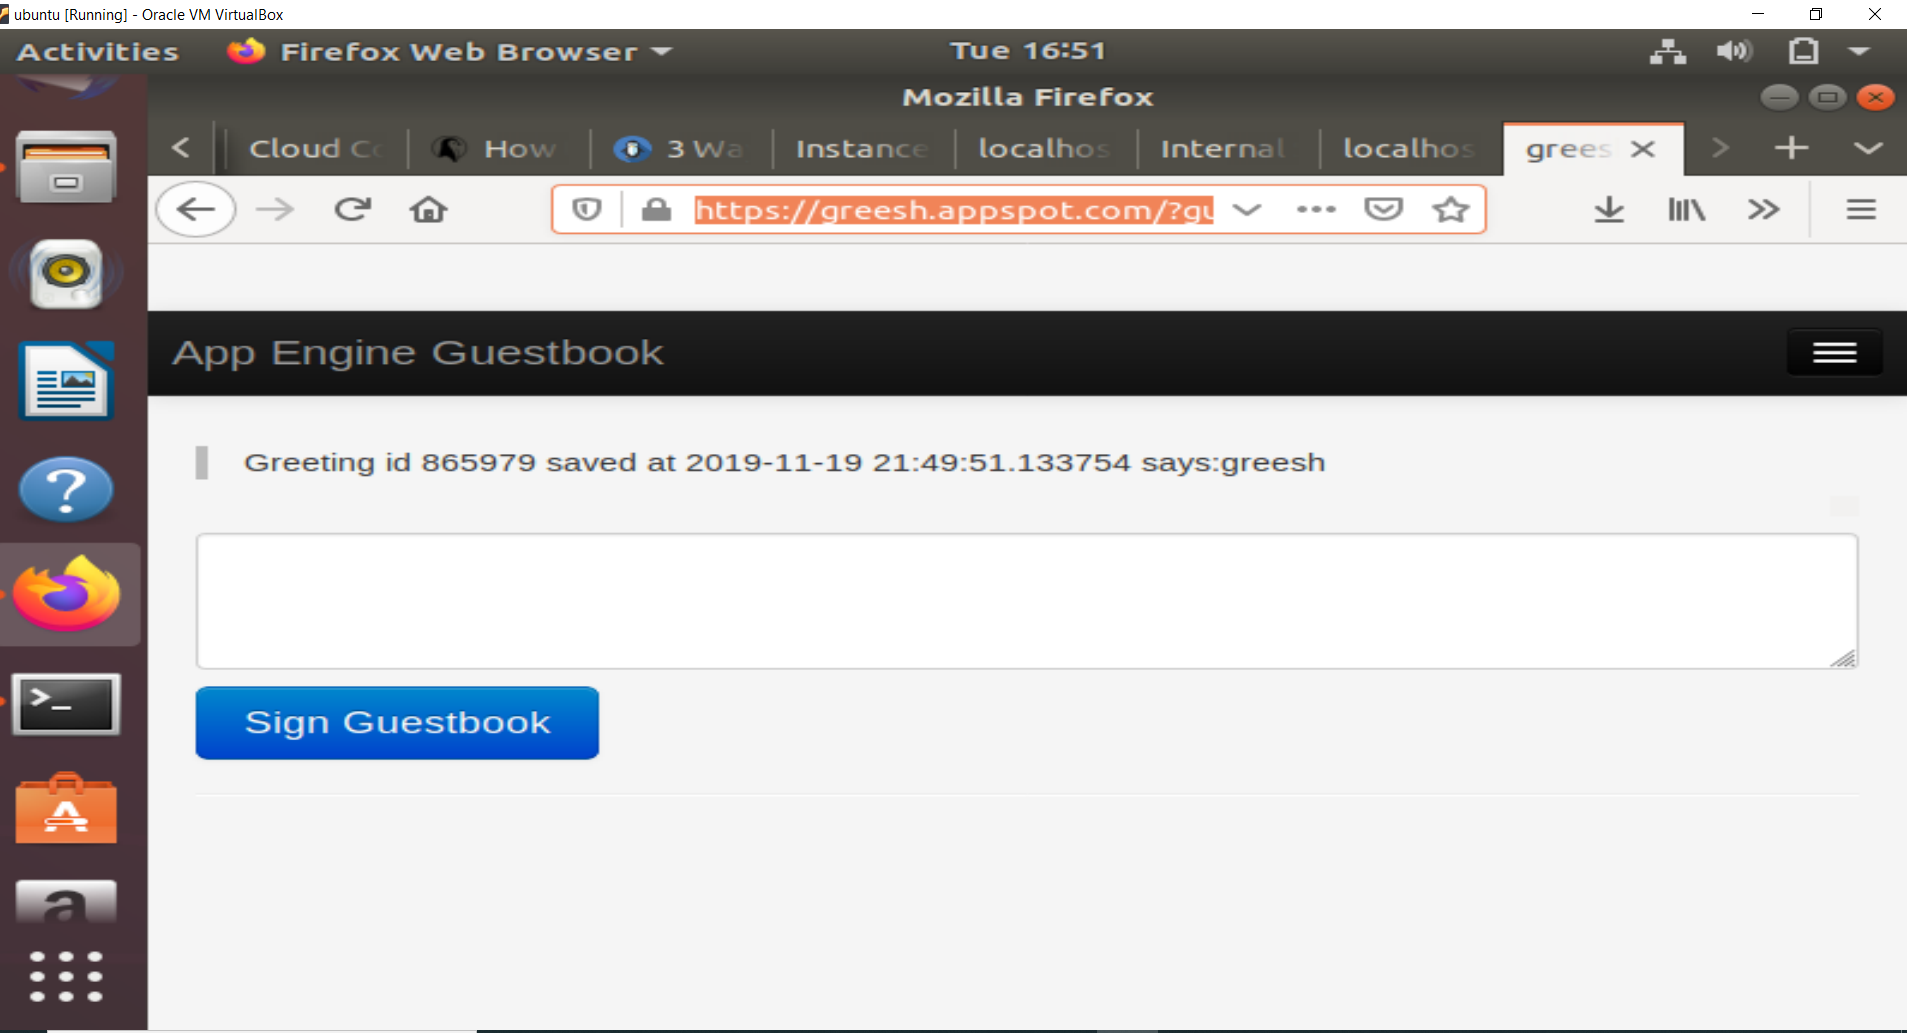 ubuntu [Running] - Oracle VM VirtualBox
Activities Firefox Web Browser Tue 16:51
Mozilla Firefox
Cloud Co How 3 Wa Instance localhos Internal localhos grees
https://greesh.appspot.com/?gu
App Engine Guestbook
Greeting id 865979 saved at 2019-11-19 21:49:51.133754 says:greesh
Sign Guestbook